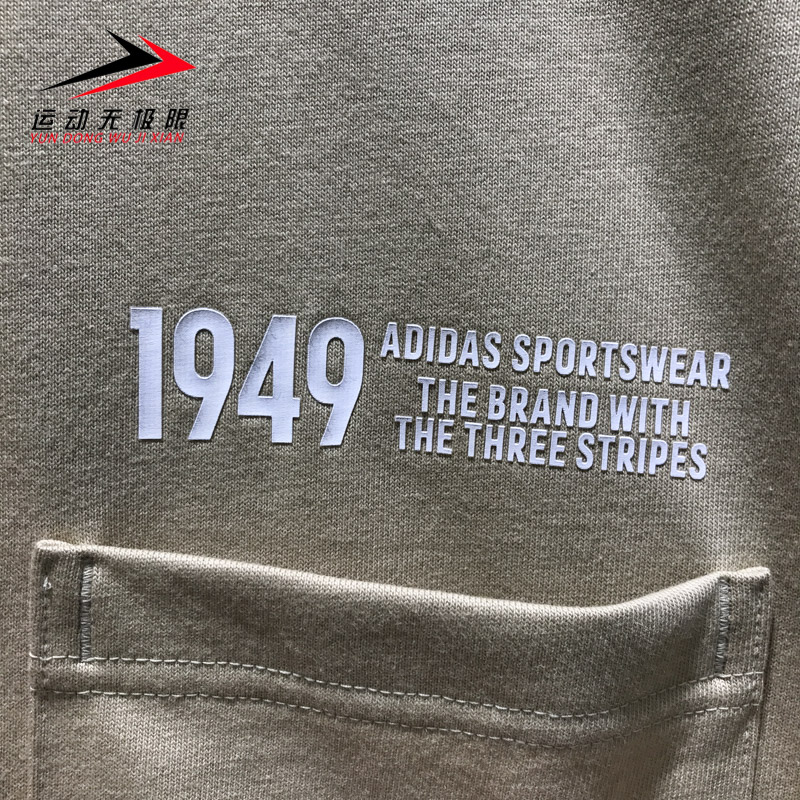 运动无极限
YUN DONG WU JI XIAN
1949
ADIDAS SPORTSWEAR
THE BRAND WITH
THE THREE STRIPES